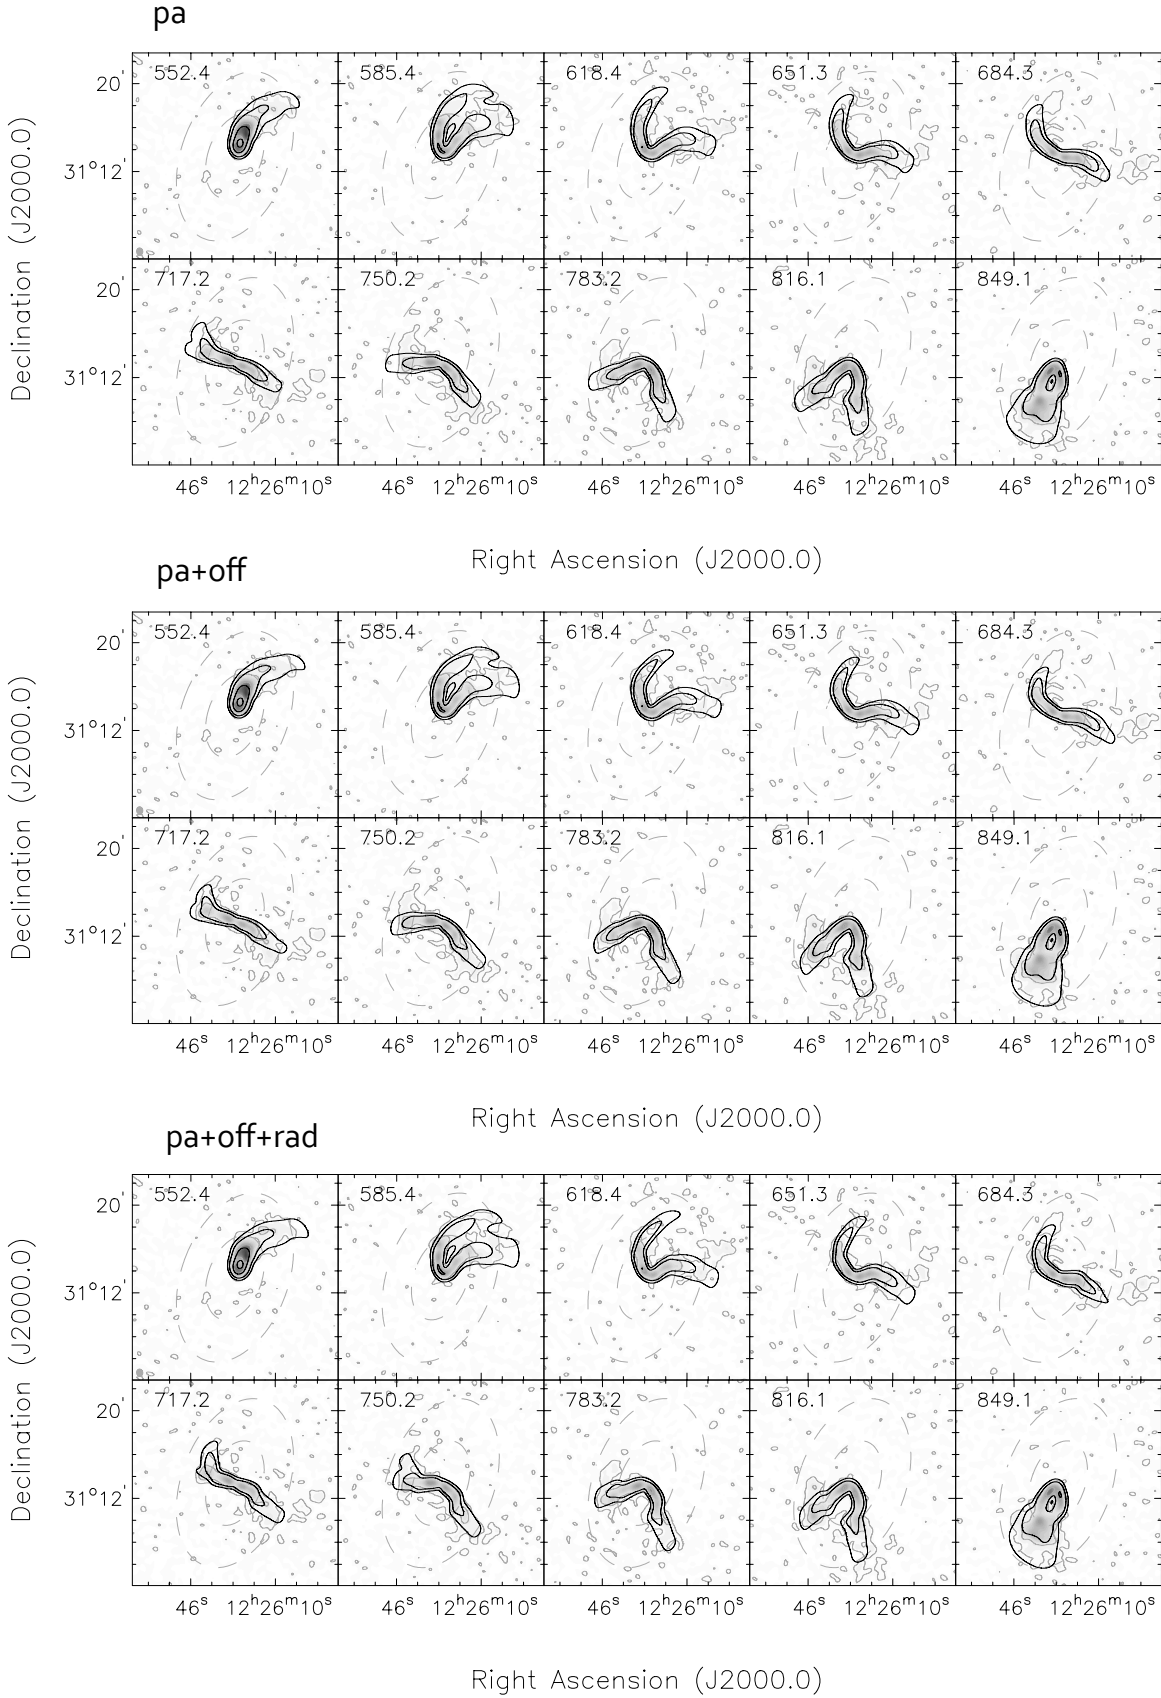 pa
552.4 585.4 618.4 651.3 684.3
20'
31°12'
717.2 750.2 783.2 816.1 849.1
20'
31°12'
Declination (J2000.0)
46ˢ 12ʰ26ᵐ10ˢ 46ˢ 12ʰ26ᵐ10ˢ 46ˢ 12ʰ26ᵐ10ˢ 46ˢ 12ʰ26ᵐ10ˢ 46ˢ 12ʰ26ᵐ10ˢ
Right Ascension (J2000.0)
pa+off
552.4 585.4 618.4 651.3 684.3
20'
31°12'
717.2 750.2 783.2 816.1 849.1
20'
31°12'
Declination (J2000.0)
46ˢ 12ʰ26ᵐ10ˢ 46ˢ 12ʰ26ᵐ10ˢ 46ˢ 12ʰ26ᵐ10ˢ 46ˢ 12ʰ26ᵐ10ˢ 46ˢ 12ʰ26ᵐ10ˢ
Right Ascension (J2000.0)
pa+off+rad
552.4 585.4 618.4 651.3 684.3
20'
31°12'
717.2 750.2 783.2 816.1 849.1
20'
31°12'
Declination (J2000.0)
46ˢ 12ʰ26ᵐ10ˢ 46ˢ 12ʰ26ᵐ10ˢ 46ˢ 12ʰ26ᵐ10ˢ 46ˢ 12ʰ26ᵐ10ˢ 46ˢ 12ʰ26ᵐ10ˢ
Right Ascension (J2000.0)